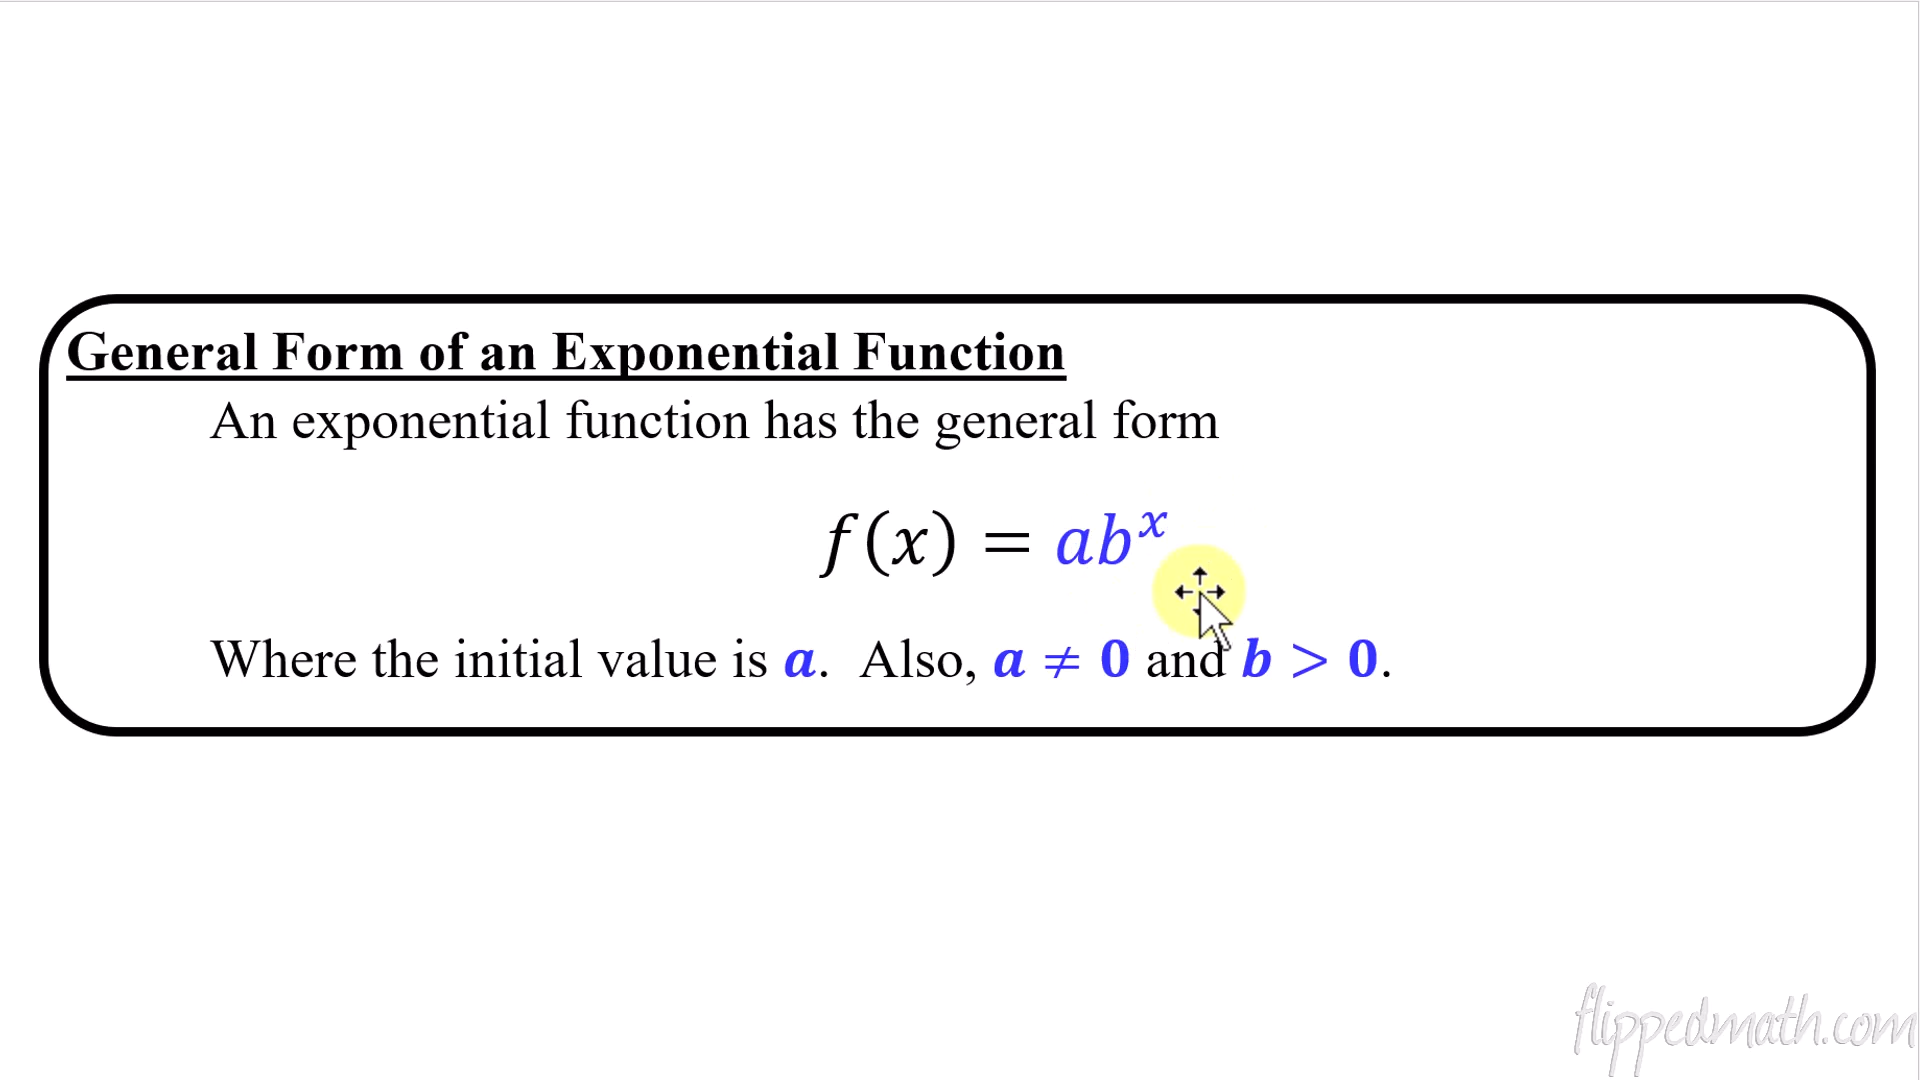 General Form of an Exponential Function
An exponential function has the general form
f(x) = abˣ
Where the initial value is a. Also, a ≠ 0 and b > 0.
flippedmath.com